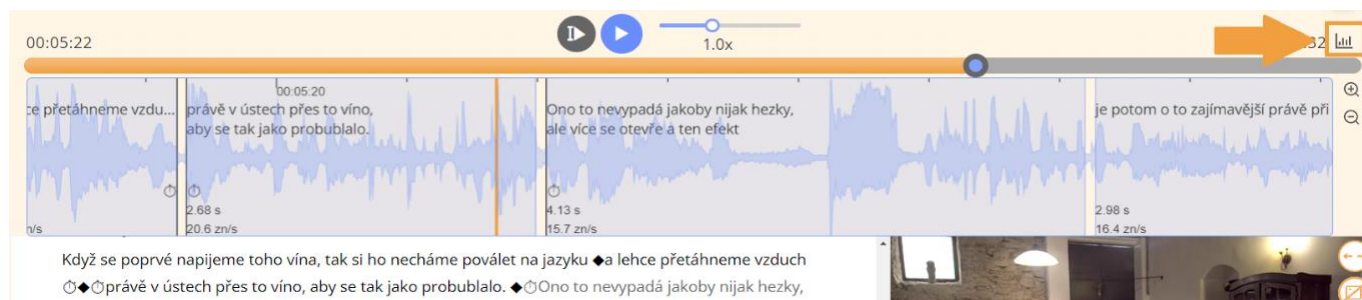 00:05:22
1.0x
32
00:05:20
ce přetáhneme vzdu...
právě v ústech přes to víno,
aby se tak jako probublalo.
Ono to nevypadá jakoby nijak hezky,
ale více se otevře a ten efekt
je potom o to zajímavější právě při
2.68 s
4.13 s
2.98 s
n/s
20.6 zn/s
15.7 zn/s
16.4 zn/s
Když se poprvé napijeme toho vína, tak si ho necháme poválet na jazyku ◆a lehce přetáhneme vzduch
⏱◆⏱právě v ústech přes to víno, aby se tak jako probublalo. ◆⏱Ono to nevypadá jakoby nijak hezky,